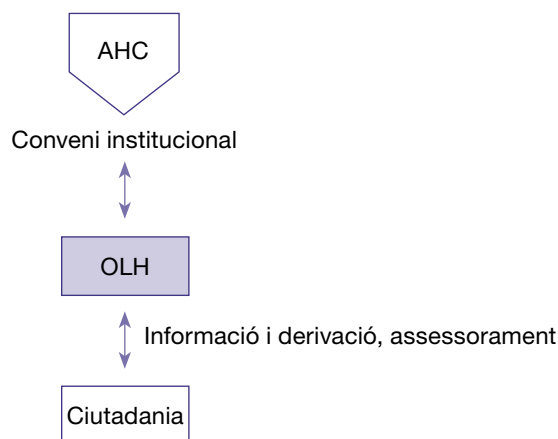 AHC
Conveni institucional
OLH
Informació i derivació, assessorament
Ciutadania